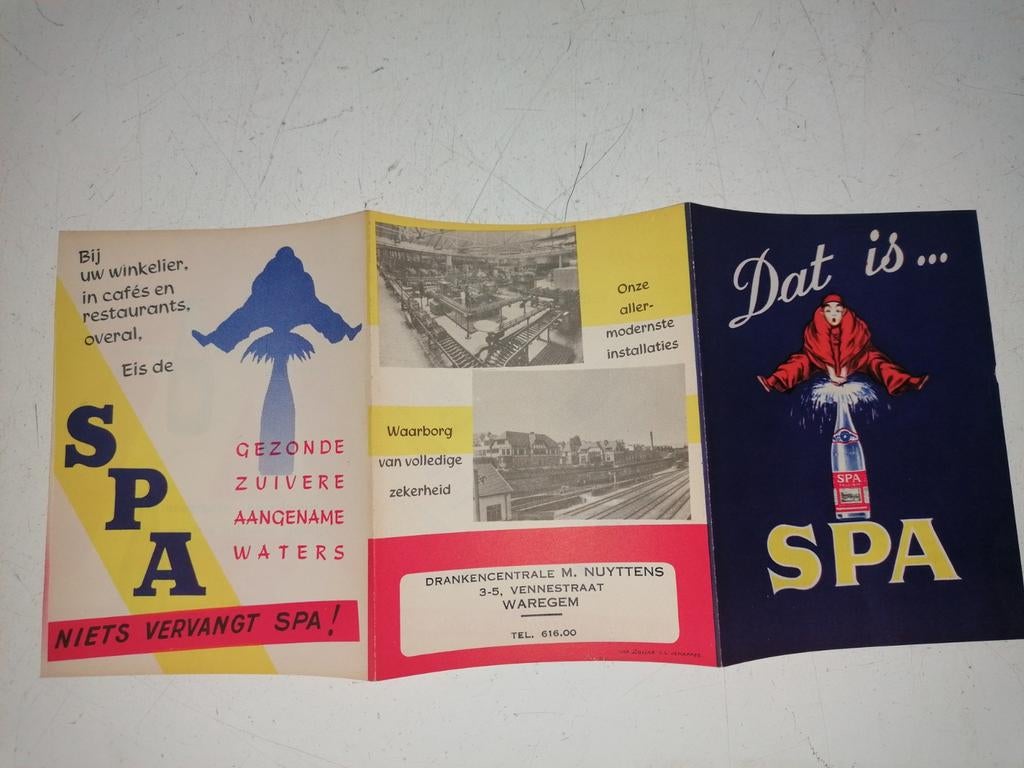 Bij
uw winkelier,
in cafés en
restaurants,
overal,
Eis de
SPA
GEZONDE
ZUIVERE
AANGENAME
WATERS
NIETS VERVANGT SPA!
Onze
aller-
modernste
installaties
Waarborg
van volledige
zekerheid
DRANKENCENTRALE M. NUYTTENS
3-5, VENNESTRAAT
WAREGEM
TEL. 616.00
Dat is...
SPA
SPA